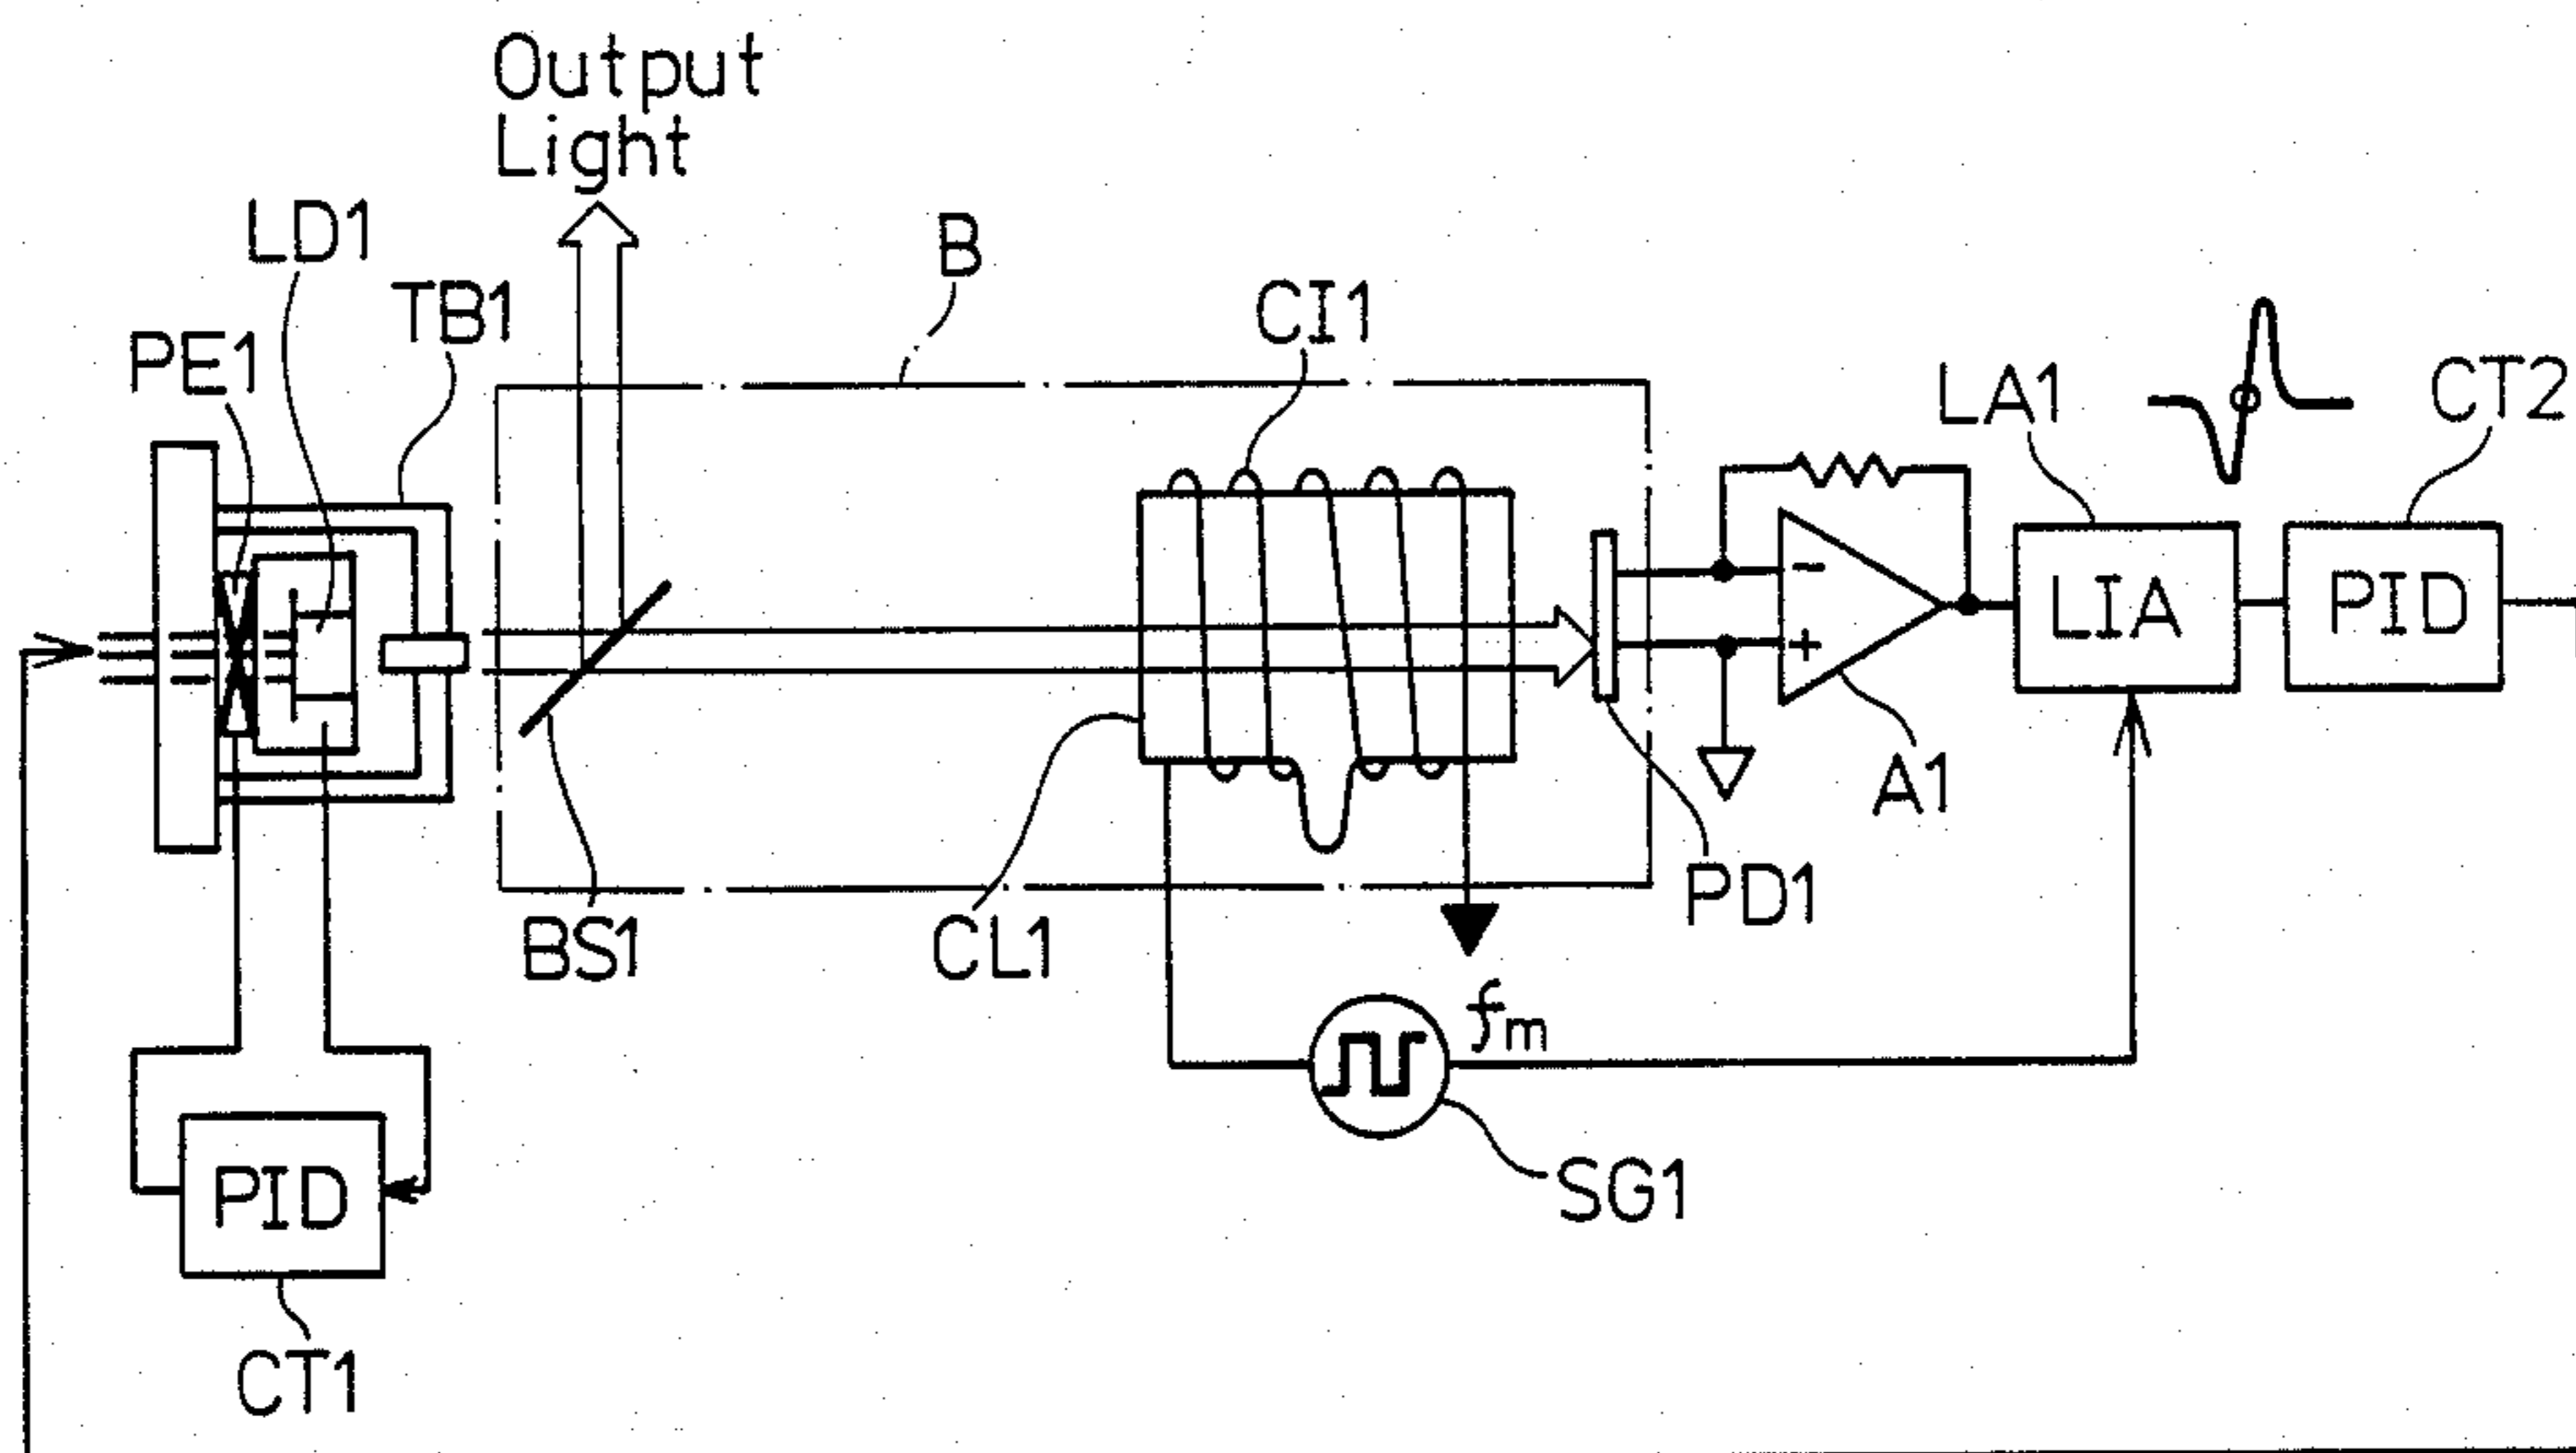 Output
Light
LD1
B
TB1
CI1
PE1
LA1
CT2
-
LIA
PID
+
A1
PD1
BS1
CL1
fm
PID
SG1
CT1